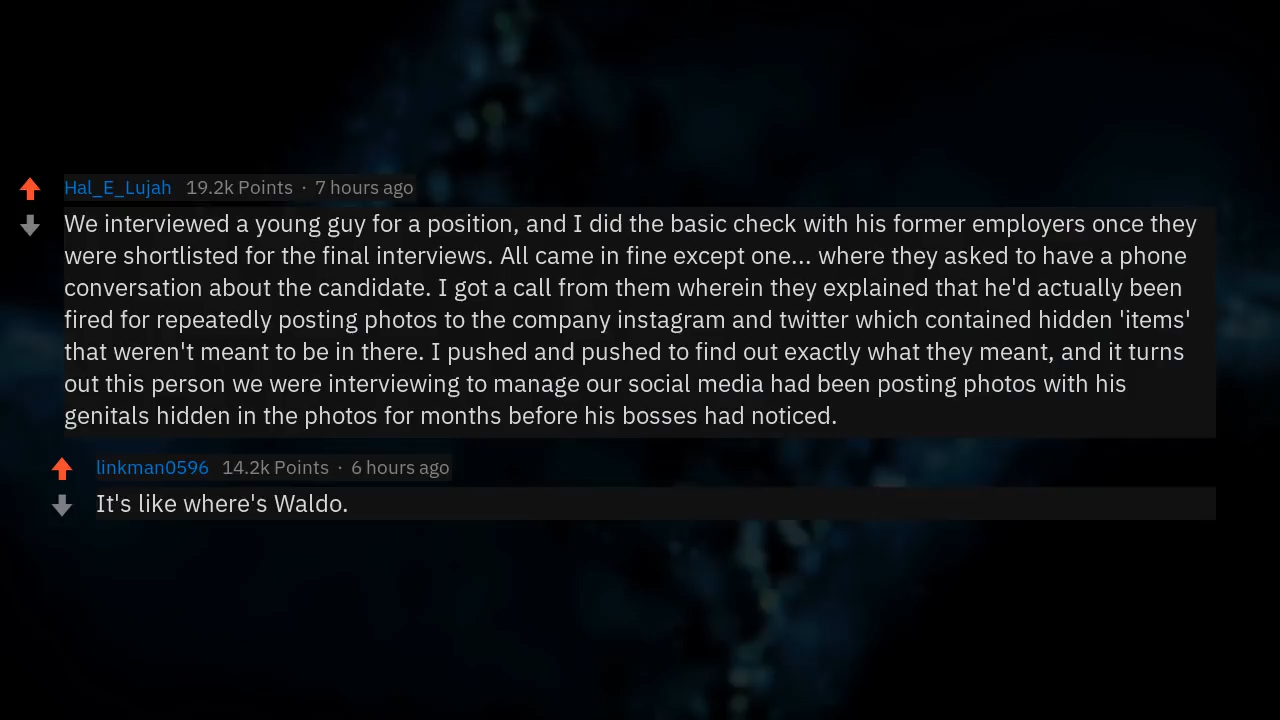 Hal_E_Lujah 19.2k Points · 7 hours ago
We interviewed a young guy for a position, and I did the basic check with his former employers once they
were shortlisted for the final interviews. All came in fine except one... where they asked to have a phone
conversation about the candidate. I got a call from them wherein they explained that he'd actually been
fired for repeatedly posting photos to the company instagram and twitter which contained hidden 'items'
that weren't meant to be in there. I pushed and pushed to find out exactly what they meant, and it turns
out this person we were interviewing to manage our social media had been posting photos with his
genitals hidden in the photos for months before his bosses had noticed.
linkman0596 14.2k Points · 6 hours ago
It's like where's Waldo.